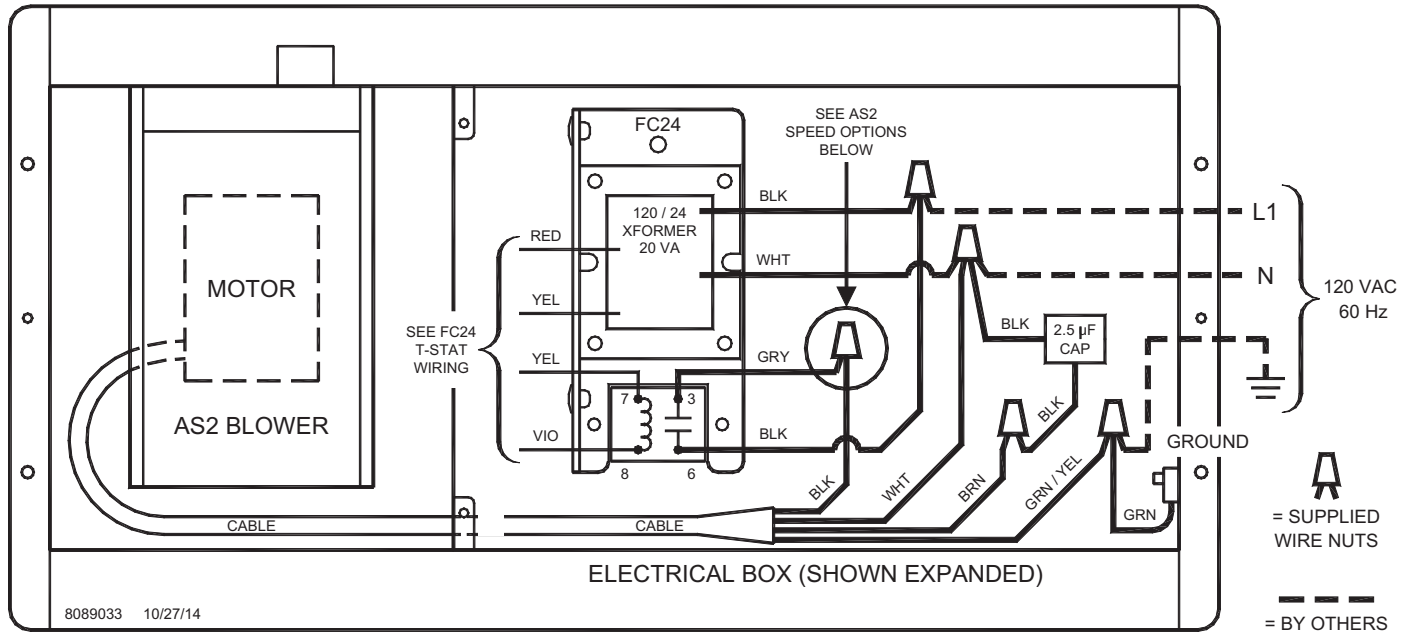 FC24
SEE AS2
SPEED OPTIONS
BELOW
BLK
L1
120 / 24
XFORMER
20 VA
RED
WHT
N
MOTOR
120 VAC
60 Hz
YEL
SEE FC24
T-STAT
WIRING
BLK
2.5 µF
CAP
YEL
GRY
7
3
AS2 BLOWER
BLK
BLK
GROUND
VIO
8
6
BLK
WHT
BRN
GRN / YEL
GRN
CABLE
CABLE
= SUPPLIED
WIRE NUTS
ELECTRICAL BOX (SHOWN EXPANDED)
8089033 10/27/14
= BY OTHERS